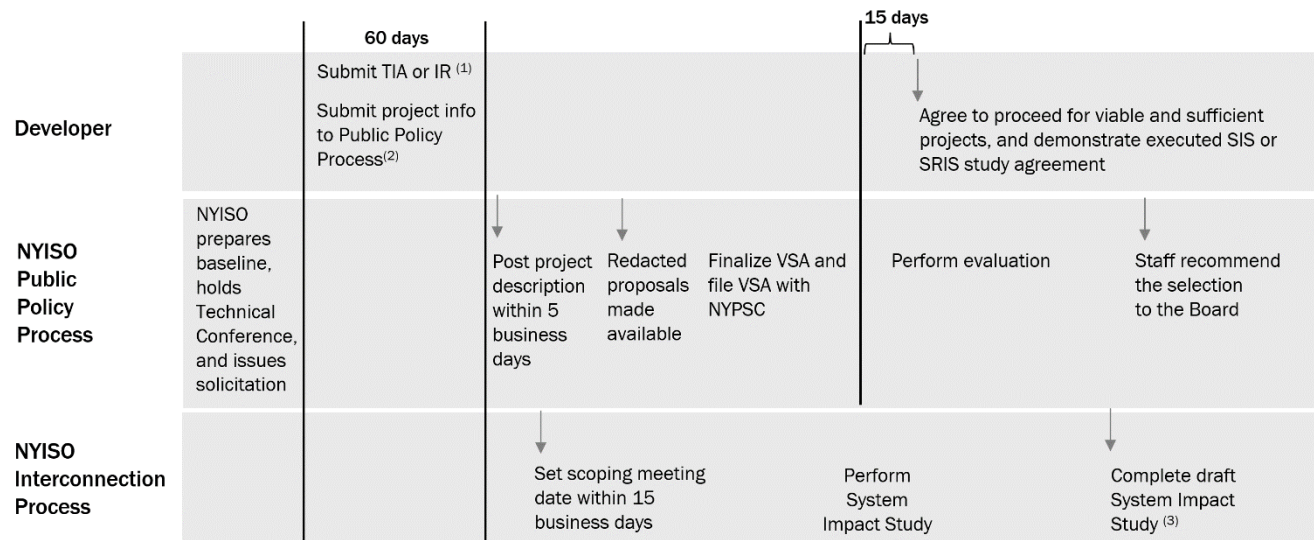 15 days
60 days
Developer
Submit TIA or IR (1)
Submit project info
to Public Policy
Process(2)
Agree to proceed for viable and sufficient
projects, and demonstrate executed SIS or
SRIS study agreement
NYISO
Public
Policy
Process
NYISO
prepares
baseline,
holds
Technical
Conference,
and issues
solicitation
Post project
description
within 5
business
days
Redacted
proposals
made
available
Finalize VSA and
file VSA with
NYPSC
Perform evaluation
Staff recommend
the selection
to the Board
NYISO
Interconnection
Process
Set scoping meeting
date within 15
business days
Perform
System
Impact Study
Complete draft
System Impact
Study (3)